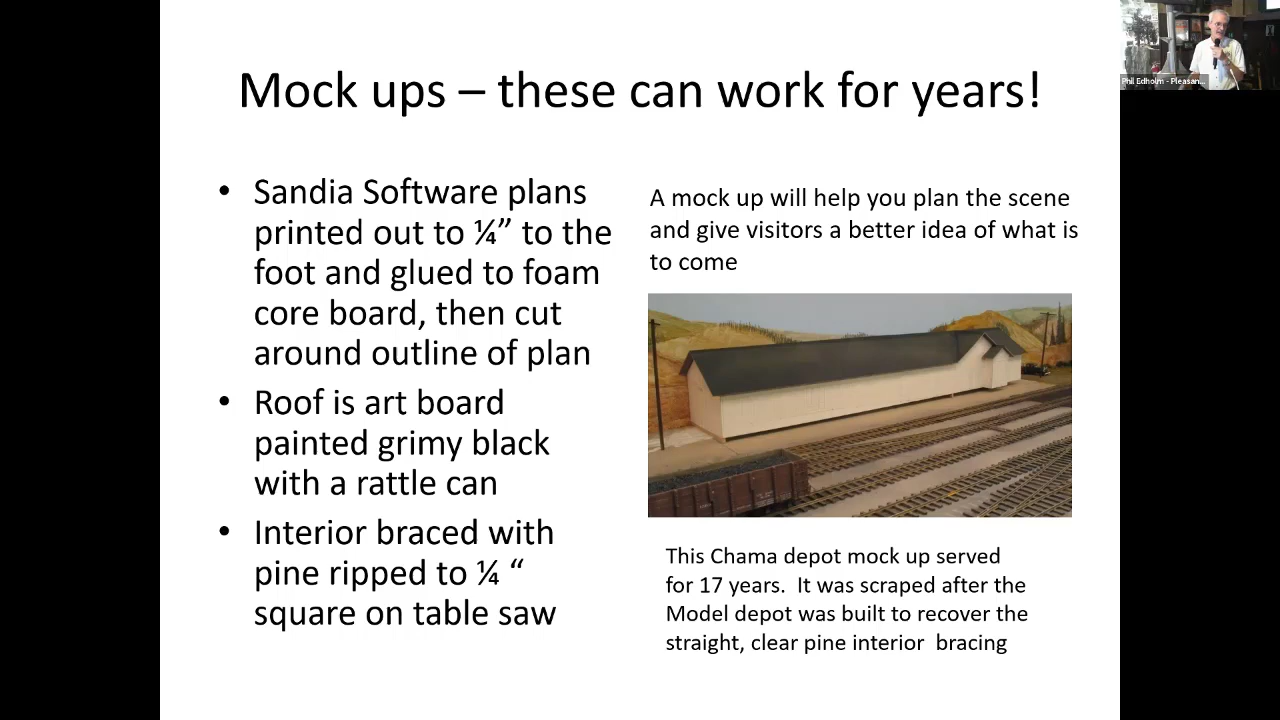 Mock ups – these can work for years!
• Sandia Software plans
printed out to ¼” to the
foot and glued to foam
core board, then cut
around outline of plan
• Roof is art board
painted grimy black
with a rattle can
• Interior braced with
pine ripped to ¼ “
square on table saw
A mock up will help you plan the scene
and give visitors a better idea of what is
to come
This Chama depot mock up served
for 17 years.  It was scraped after the
Model depot was built to recover the
straight, clear pine interior  bracing
Phil Edholm - Pleasan...